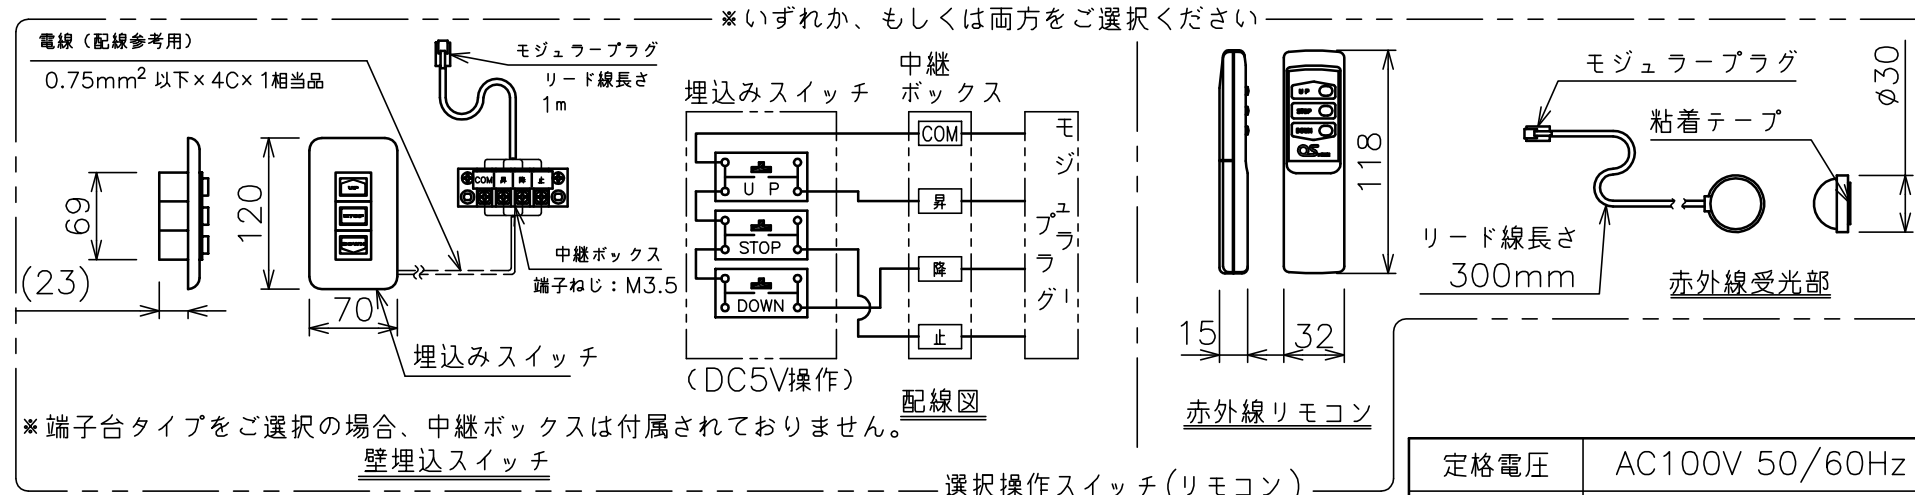 ※いずれか、もしくは両方をご選択ください
電線（配線参考用）
0.75mm² 以下×4C×1相当品
モジュラープラグ
リード線長さ
1m
69
(23)
120
70
UP
COM 昇 降 止
中継ボックス
端子ねじ：M3.5
埋込みスイッチ
埋込みスイッチ
中継
ボックス
UP
STOP
DOWN
COM
昇
降
止
モジュラープラグ
(DC5V操作)
配線図
※端子台タイプをご選択の場合、中継ボックスは付属されておりません。
壁埋込スイッチ
UP
STOP
DOWN
OS
118
15
32
赤外線リモコン
モジュラープラグ
粘着テープ
φ30
リード線長さ
300mm
赤外線受光部
選択操作スイッチ(リモコン)
定格電圧
AC100V 50/60Hz